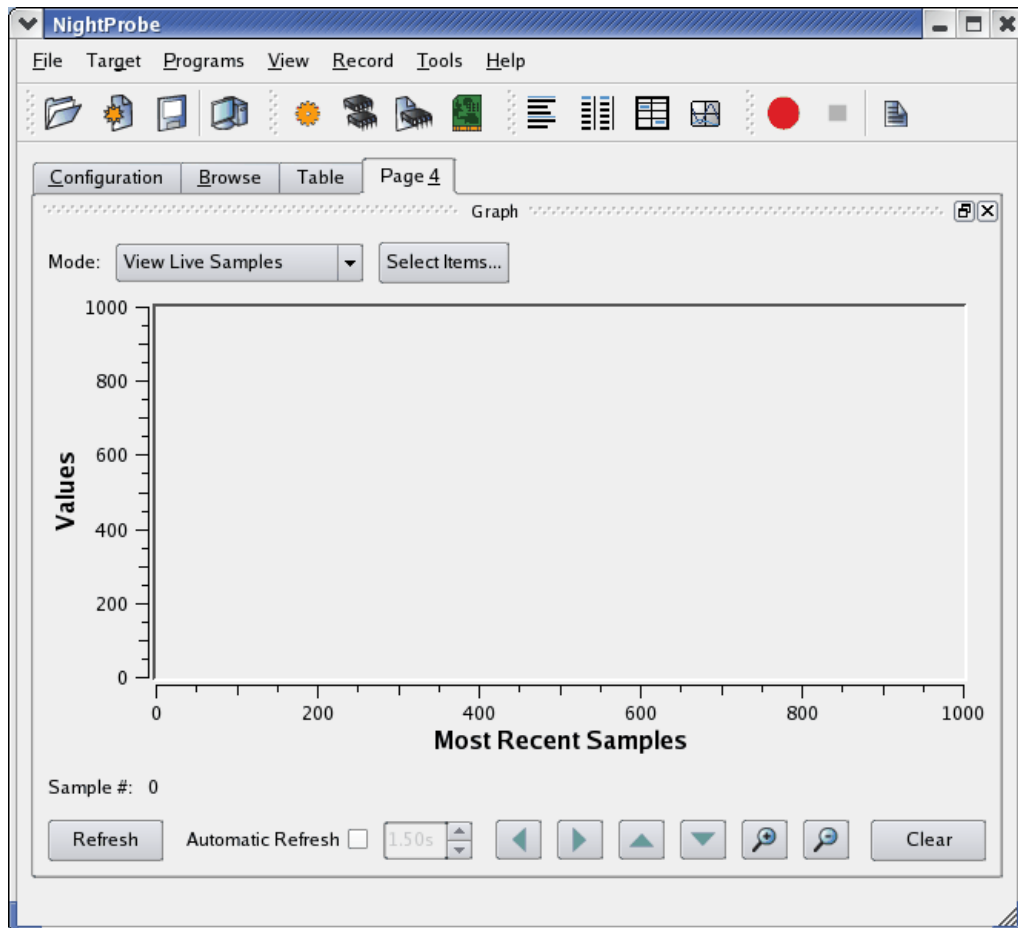 NightProbe
File Target Programs View Record Tools Help
Configuration Browse Table Page 4
Graph
Mode: View Live Samples Select Items...
1000
800
600
400
200
0
Values
0 200 400 600 800 1000
Most Recent Samples
Sample #: 0
Refresh Automatic Refresh 1.50s Clear